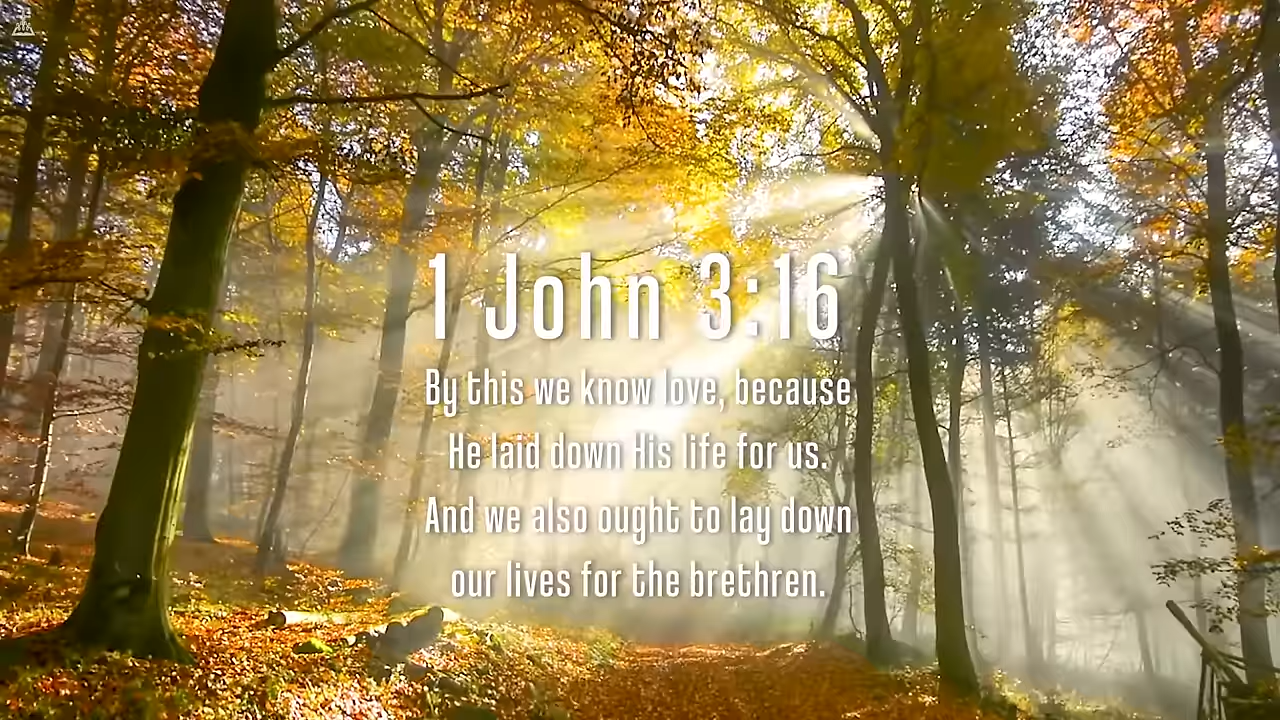 1 John 3:16
By this we know love, because
He laid down His life for us.
And we also ought to lay down
our lives for the brethren.